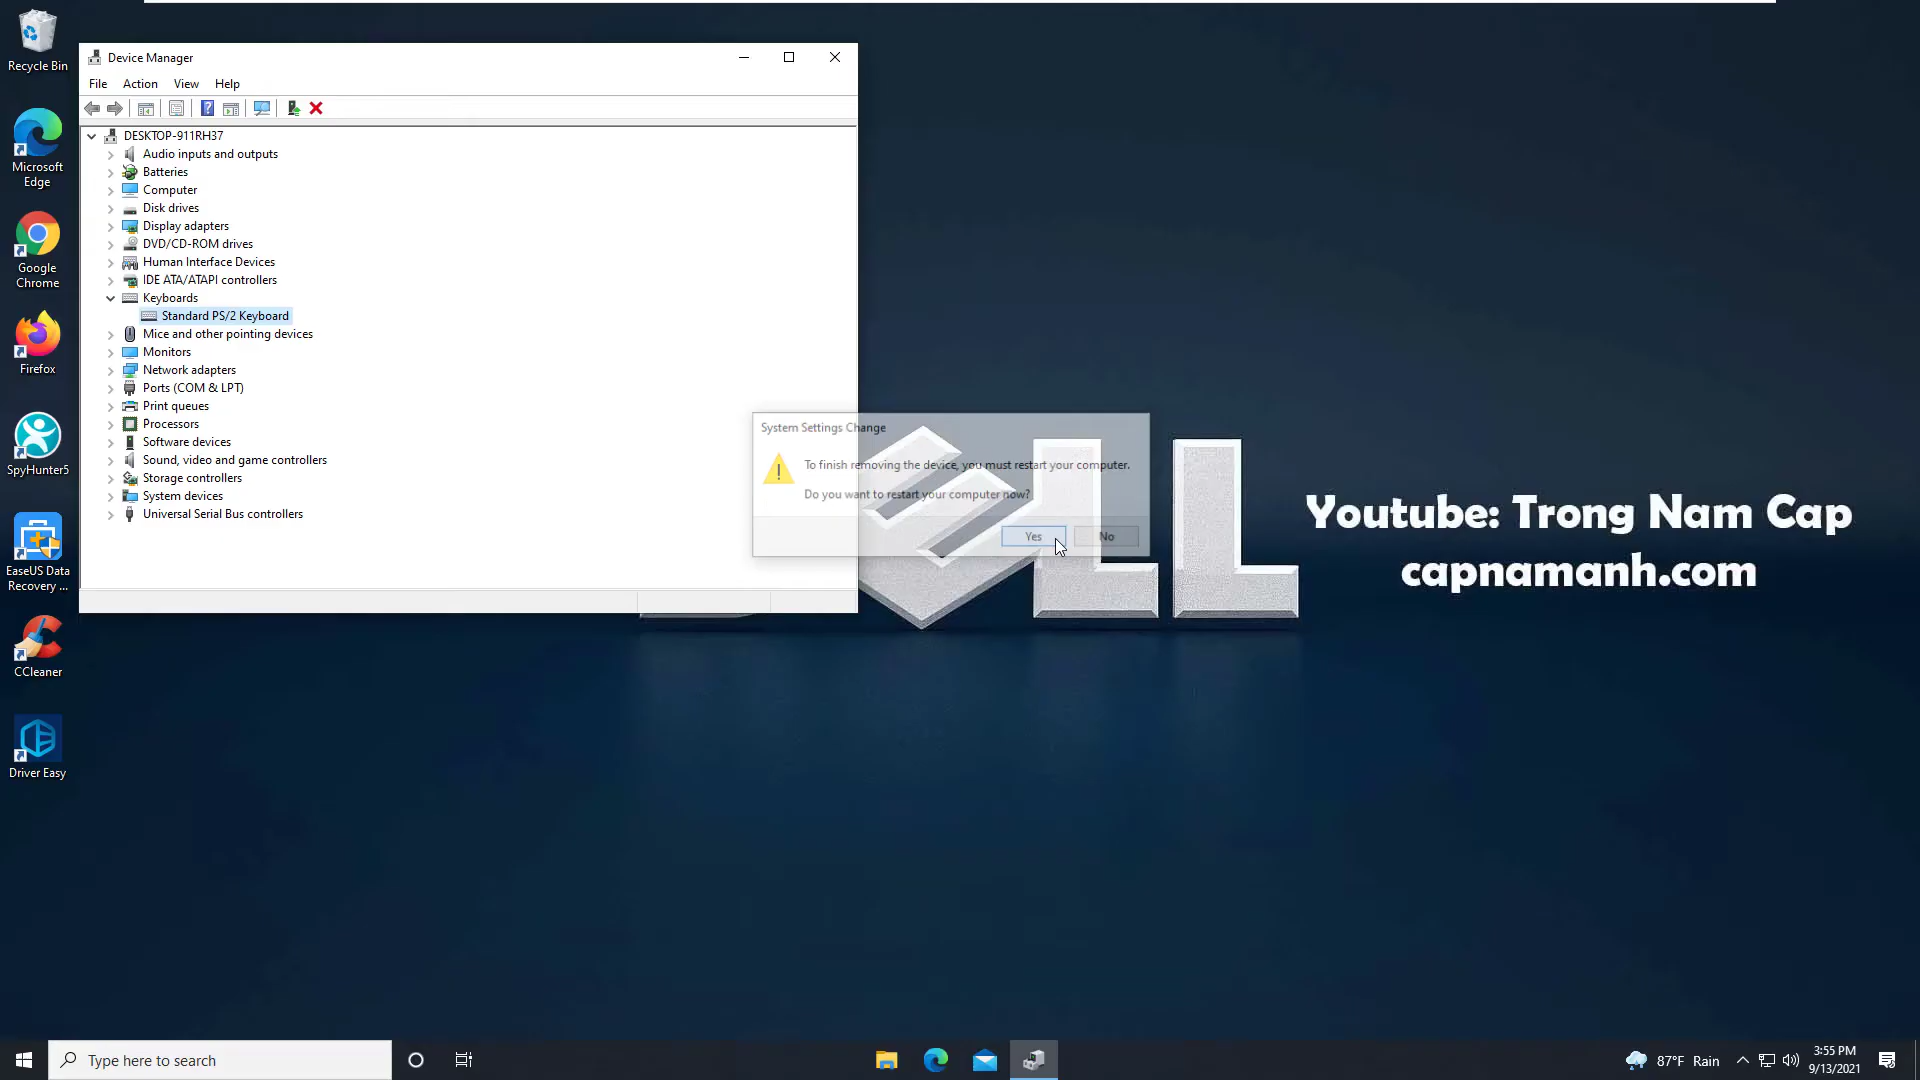 Recycle Bin
Microsoft
Edge
Google
Chrome
Firefox
SpyHunter5
EaseUS Data
Recovery ...
CCleaner
Driver Easy
Device Manager
File Action View Help
DESKTOP-911RH37
Audio inputs and outputs
Batteries
Computer
Disk drives
Display adapters
DVD/CD-ROM drives
Human Interface Devices
IDE ATA/ATAPI controllers
Keyboards
Standard PS/2 Keyboard
Mice and other pointing devices
Monitors
Network adapters
Ports (COM & LPT)
Print queues
Processors
Software devices
Sound, video and game controllers
Storage controllers
System devices
Universal Serial Bus controllers
System Settings Change
To finish removing the device, you must restart your computer.
Do you want to restart your computer now?
Yes No
Youtube: Trong Nam Cap
capnamanh.com
Type here to search
87°F Rain
3:55 PM
9/13/2021